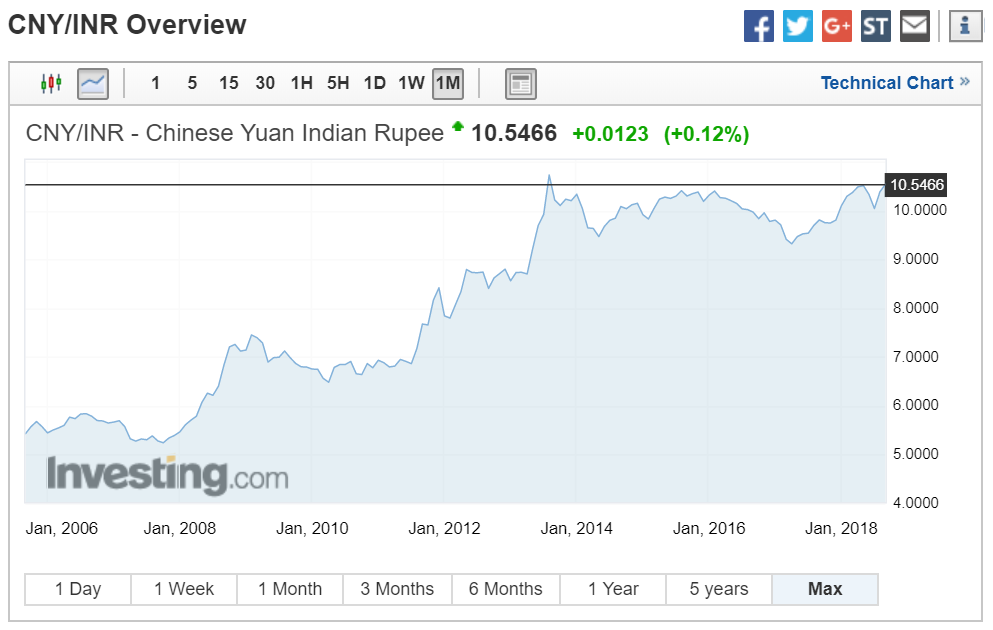 CNY/INR Overview
f G+ ST i
1 5 15 30 1H 5H 1D 1W 1M Technical Chart »
CNY/INR - Chinese Yuan Indian Rupee 10.5466 +0.0123 (+0.12%)
10.5466
10.0000
9.0000
8.0000
7.0000
6.0000
5.0000
Investing.com
4.0000
Jan, 2006 Jan, 2008 Jan, 2010 Jan, 2012 Jan, 2014 Jan, 2016 Jan, 2018
1 Day 1 Week 1 Month 3 Months 6 Months 1 Year 5 years Max